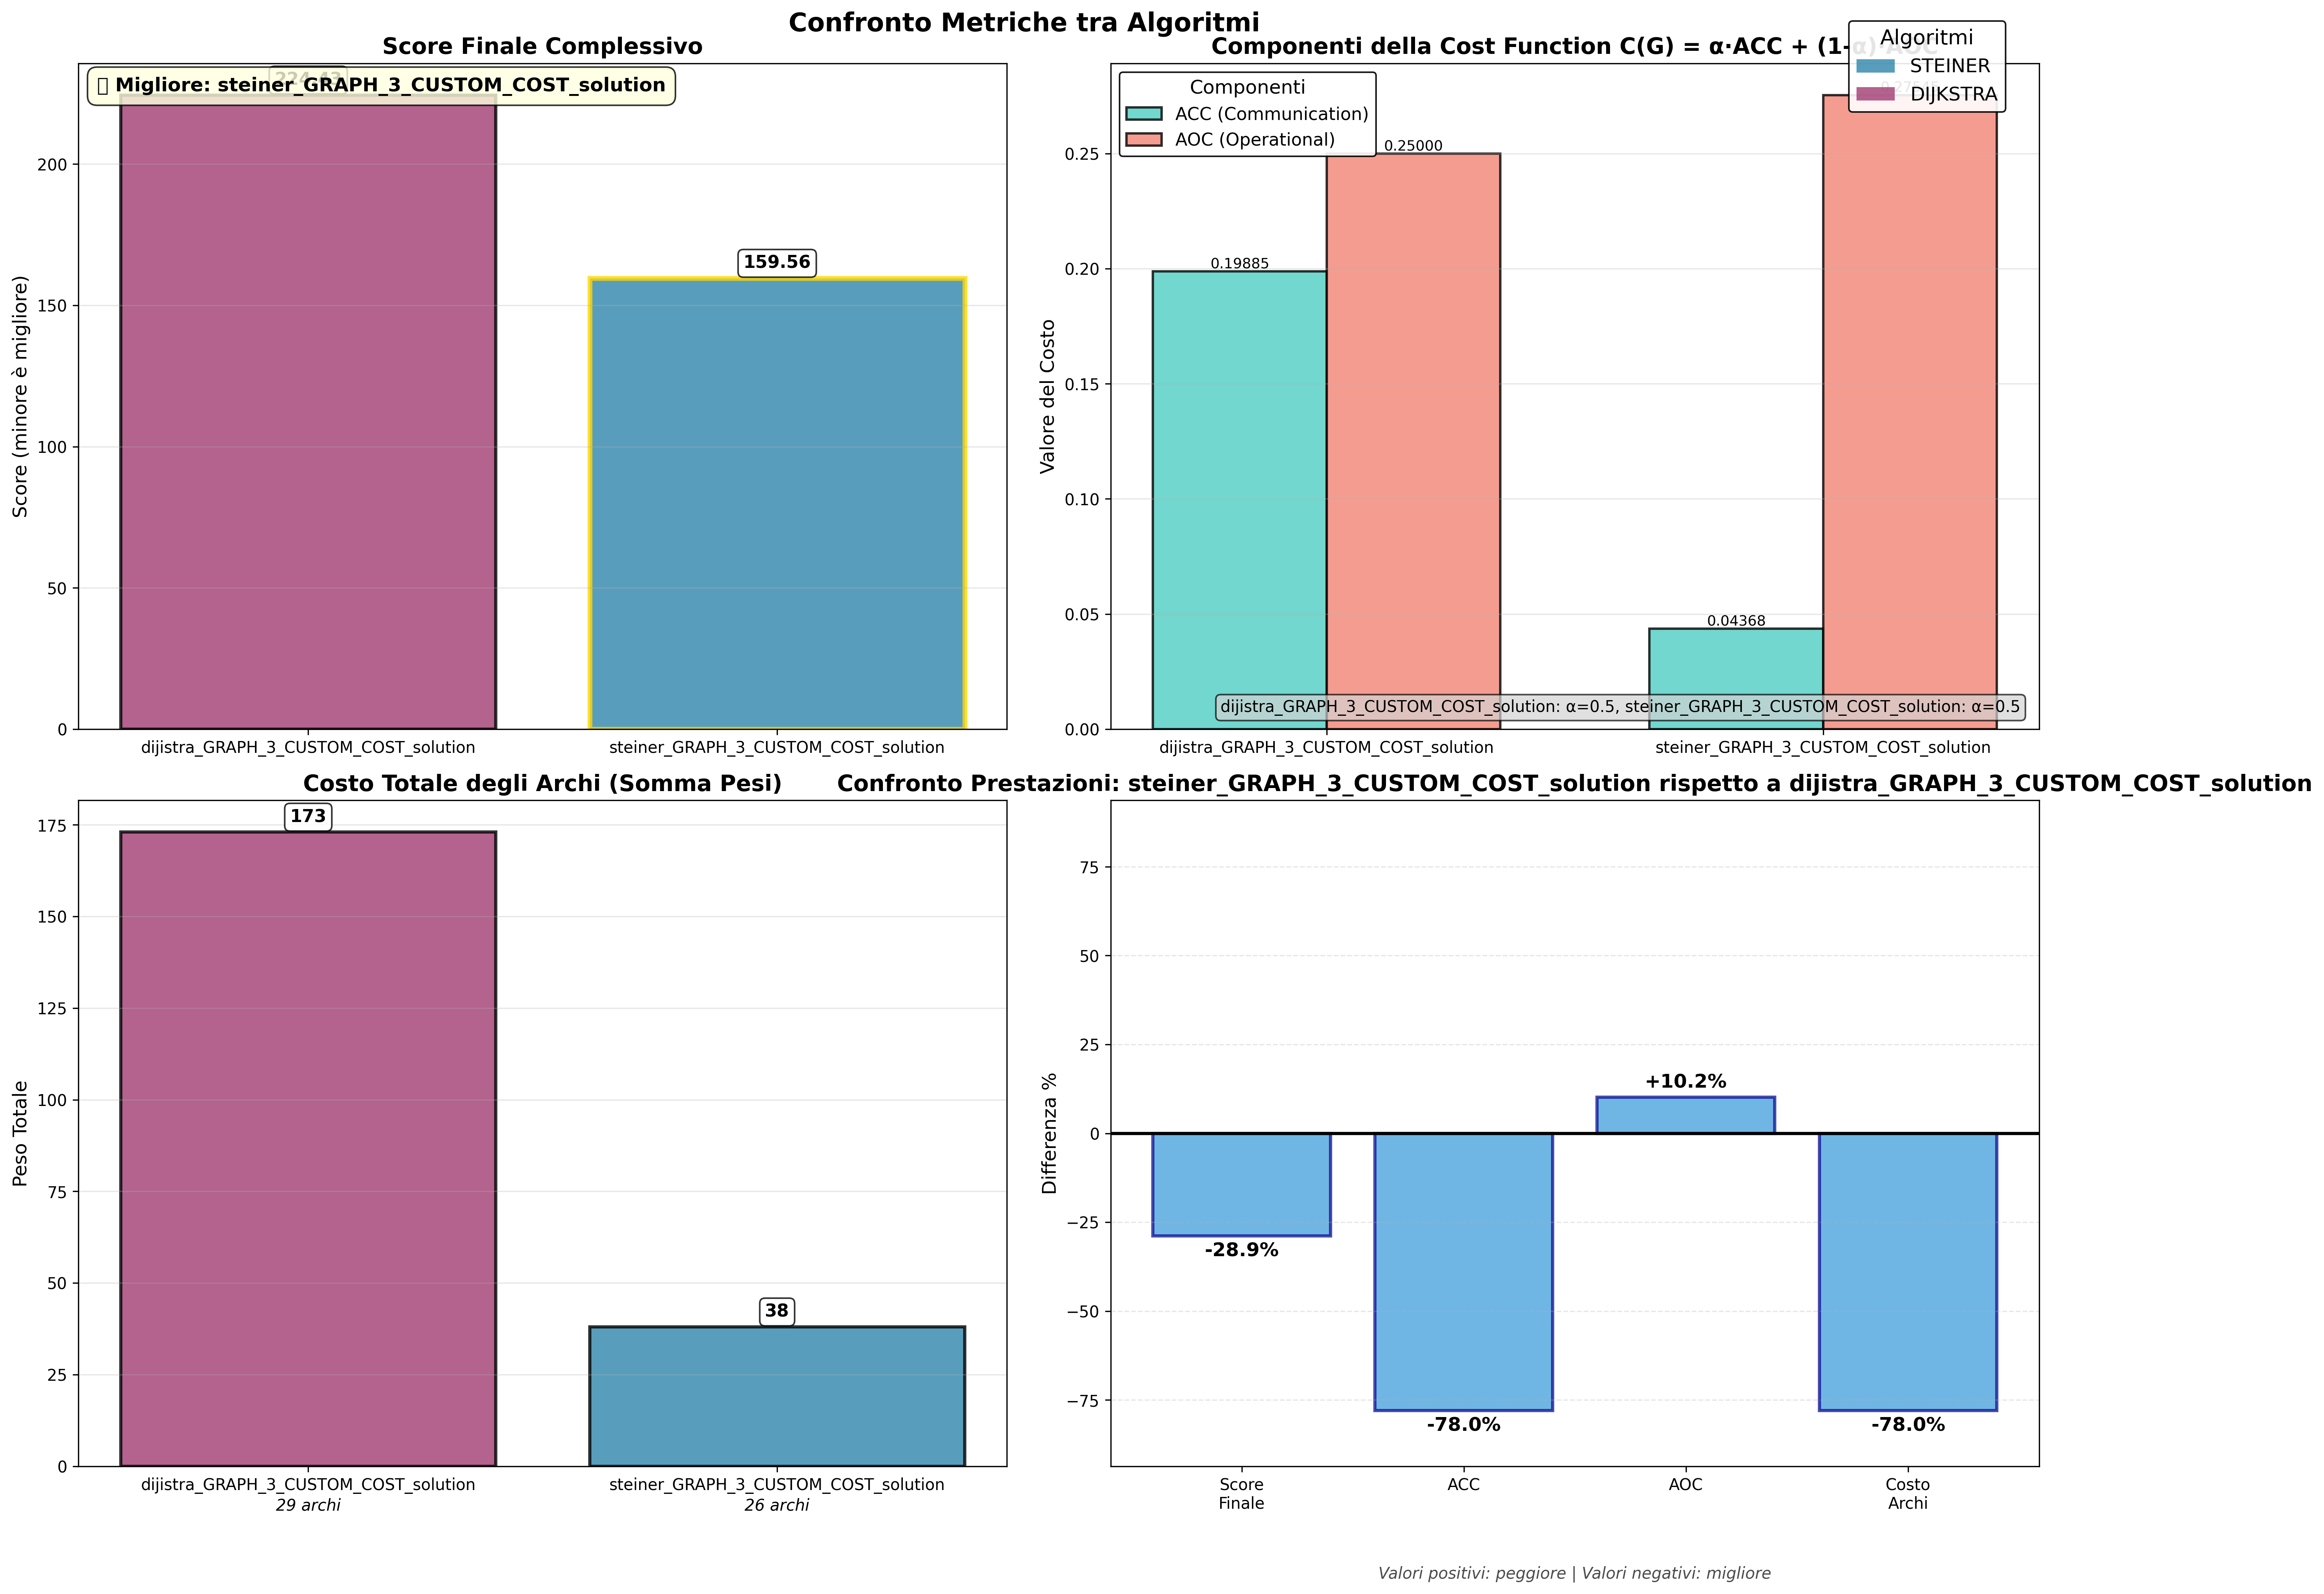 Confronto Metriche tra Algoritmi
Score Finale Complessivo
Migliore: steiner_GRAPH_3_CUSTOM_COST_solution
159.56
Score (minore è migliore)
200
150
100
50
0
dijistra_GRAPH_3_CUSTOM_COST_solution
steiner_GRAPH_3_CUSTOM_COST_solution
Componenti della Cost Function C(G) = α·ACC + (1-α)·AOC
Algoritmi
STEINER
DIJKSTRA
Componenti
ACC (Communication)
AOC (Operational)
0.19885
0.25000
0.04368
Valore del Costo
0.25
0.20
0.15
0.10
0.05
0.00
dijistra_GRAPH_3_CUSTOM_COST_solution: α=0.5, steiner_GRAPH_3_CUSTOM_COST_solution: α=0.5
dijistra_GRAPH_3_CUSTOM_COST_solution
steiner_GRAPH_3_CUSTOM_COST_solution
Costo Totale degli Archi (Somma Pesi)
173
38
Peso Totale
175
150
125
100
75
50
25
0
dijistra_GRAPH_3_CUSTOM_COST_solution
29 archi
steiner_GRAPH_3_CUSTOM_COST_solution
26 archi
Confronto Prestazioni: steiner_GRAPH_3_CUSTOM_COST_solution rispetto a dijistra_GRAPH_3_CUSTOM_COST_solution
Differenza %
75
50
25
0
−25
−50
−75
-28.9%
-78.0%
+10.2%
-78.0%
Score
Finale
ACC
AOC
Costo
Archi
Valori positivi: peggiore | Valori negativi: migliore